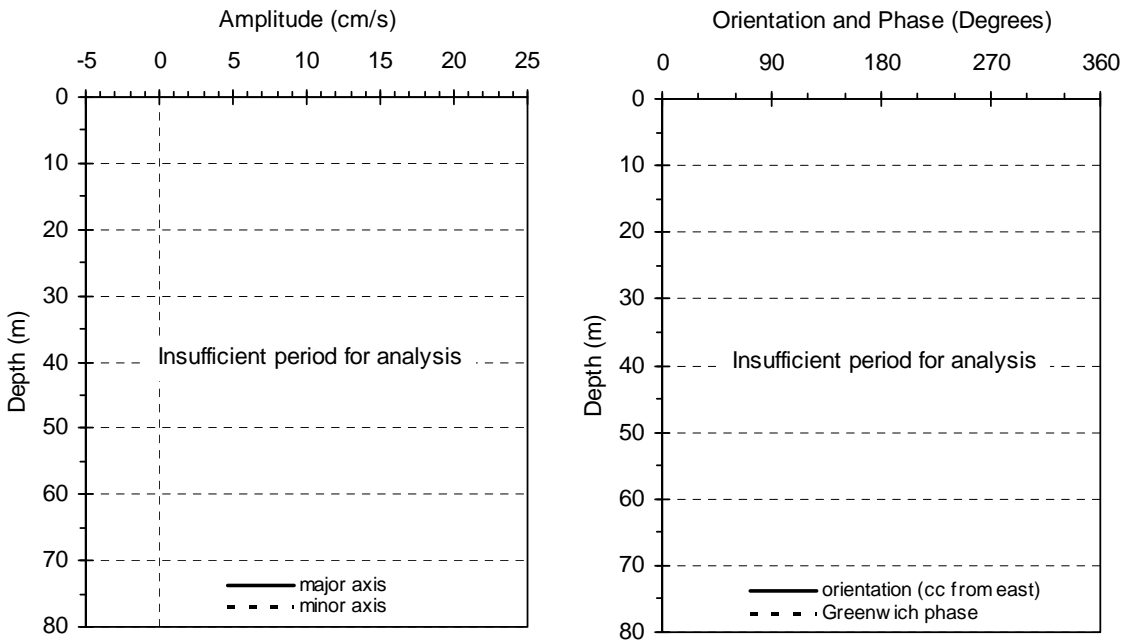 Amplitude (cm/s)
-5 0 5 10 15 20 25
0
10
20
30
40
50
60
70
80
Depth (m)
Insufficient period for analysis
major axis
minor axis
Orientation and Phase (Degrees)
0 90 180 270 360
0
10
20
30
40
50
60
70
80
Depth (m)
Insufficient period for analysis
orientation (cc from east)
Greenwich phase